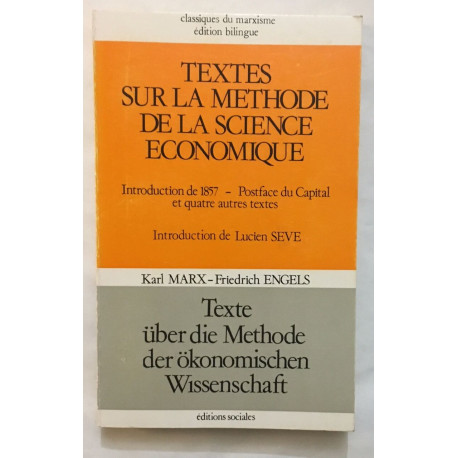 classiques du marxisme
édition bilingue
TEXTES
SUR LA METHODE
DE LA SCIENCE
ECONOMIQUE
Introduction de 1857 – Postface du Capital
et quatre autres textes
Introduction de Lucien SEVE
Karl MARX–Friedrich ENGELS
Texte
über die Methode
der ökonomischen
Wissenschaft
éditions sociales